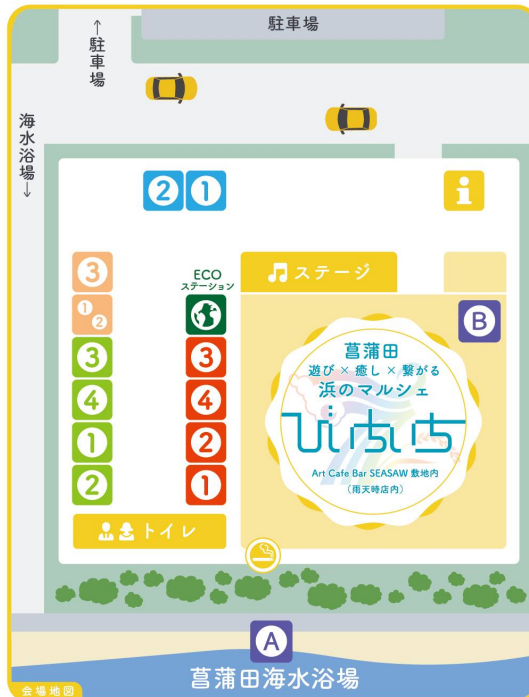 駐車場
↑駐車場
海水浴場↓
2 1
i
3
1 2
3
4
1
2
ECO
ステーション
3
4
2
1
ステージ
B
菖蒲田
遊び × 癒し × 繋がる
浜のマルシェ
びいちいち
Art Cafe Bar SEASAW 敷地内
(雨天時店内)
トイレ
A
菖蒲田海水浴場
会場地図